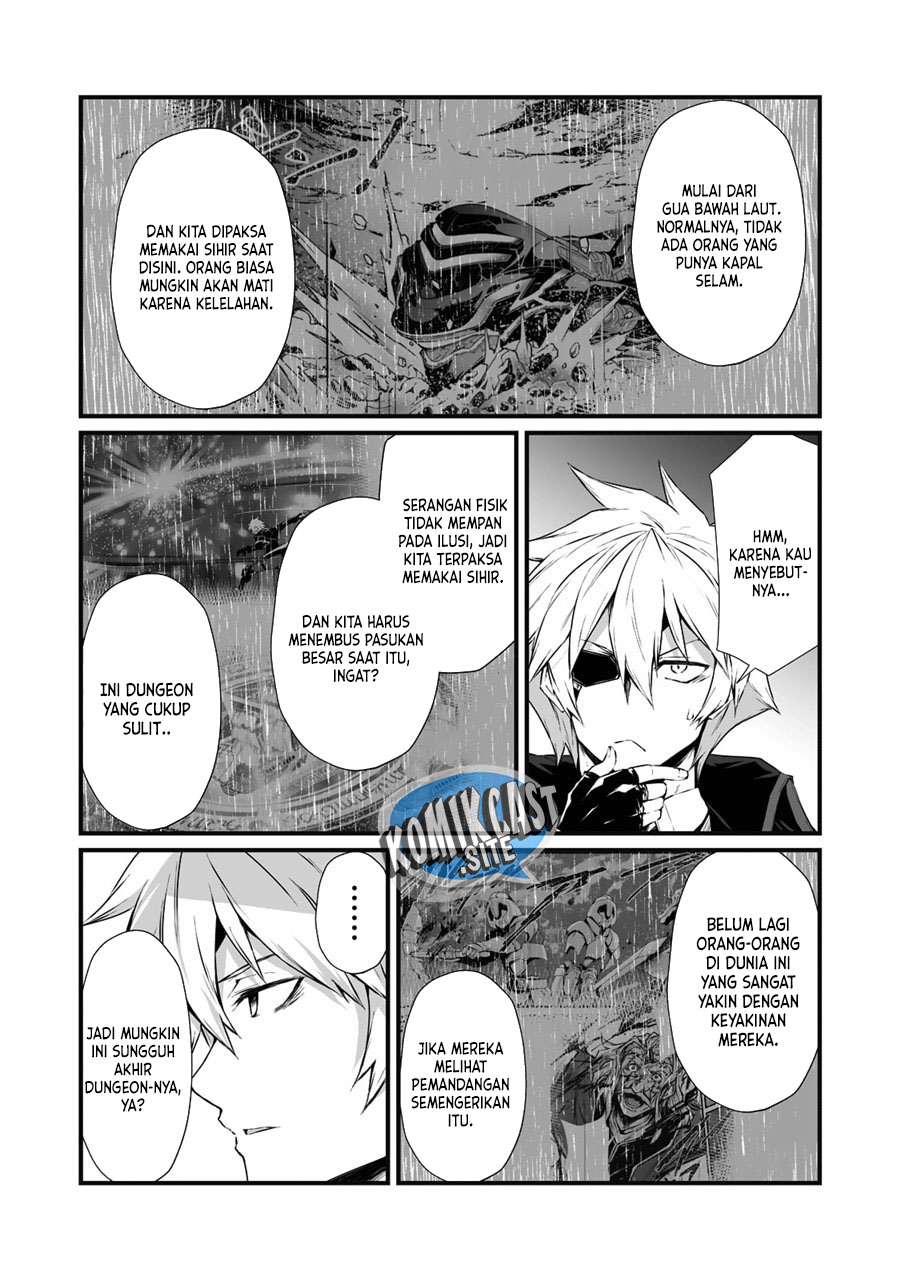 MULAI DARI
GUA BAWAH LAUT.
NORMALNYA, TIDAK
ADA ORANG YANG
PUNYA KAPAL
SELAM.
DAN KITA DIPAKSA
MEMAKAI SIHIR SAAT
DISINI. ORANG BIASA
MUNGKIN AKAN MATI
KARENA KELELAHAN.
HMM,
KARENA KAU
MENYEBUT-
NYA...
SERANGAN FISIK
TIDAK MEMPAN
PADA ILUSI, JADI
KITA TERPAKSA
MEMAKAI SIHIR.
DAN KITA HARUS
MENEMBUS PASUKAN
BESAR SAAT ITU,
INGAT?
INI DUNGEON
YANG CUKUP
SULIT..
KOMIKCAST
.SITE
BELUM LAGI
ORANG-ORANG
DI DUNIA INI
YANG SANGAT
YAKIN DENGAN
KEYAKINAN
MEREKA.
JIKA MEREKA
MELIHAT
PEMANDANGAN
SEMENGERIKAN
ITU.
......
JADI MUNGKIN
INI SUNGGUH
AKHIR
DUNGEON-NYA,
YA?